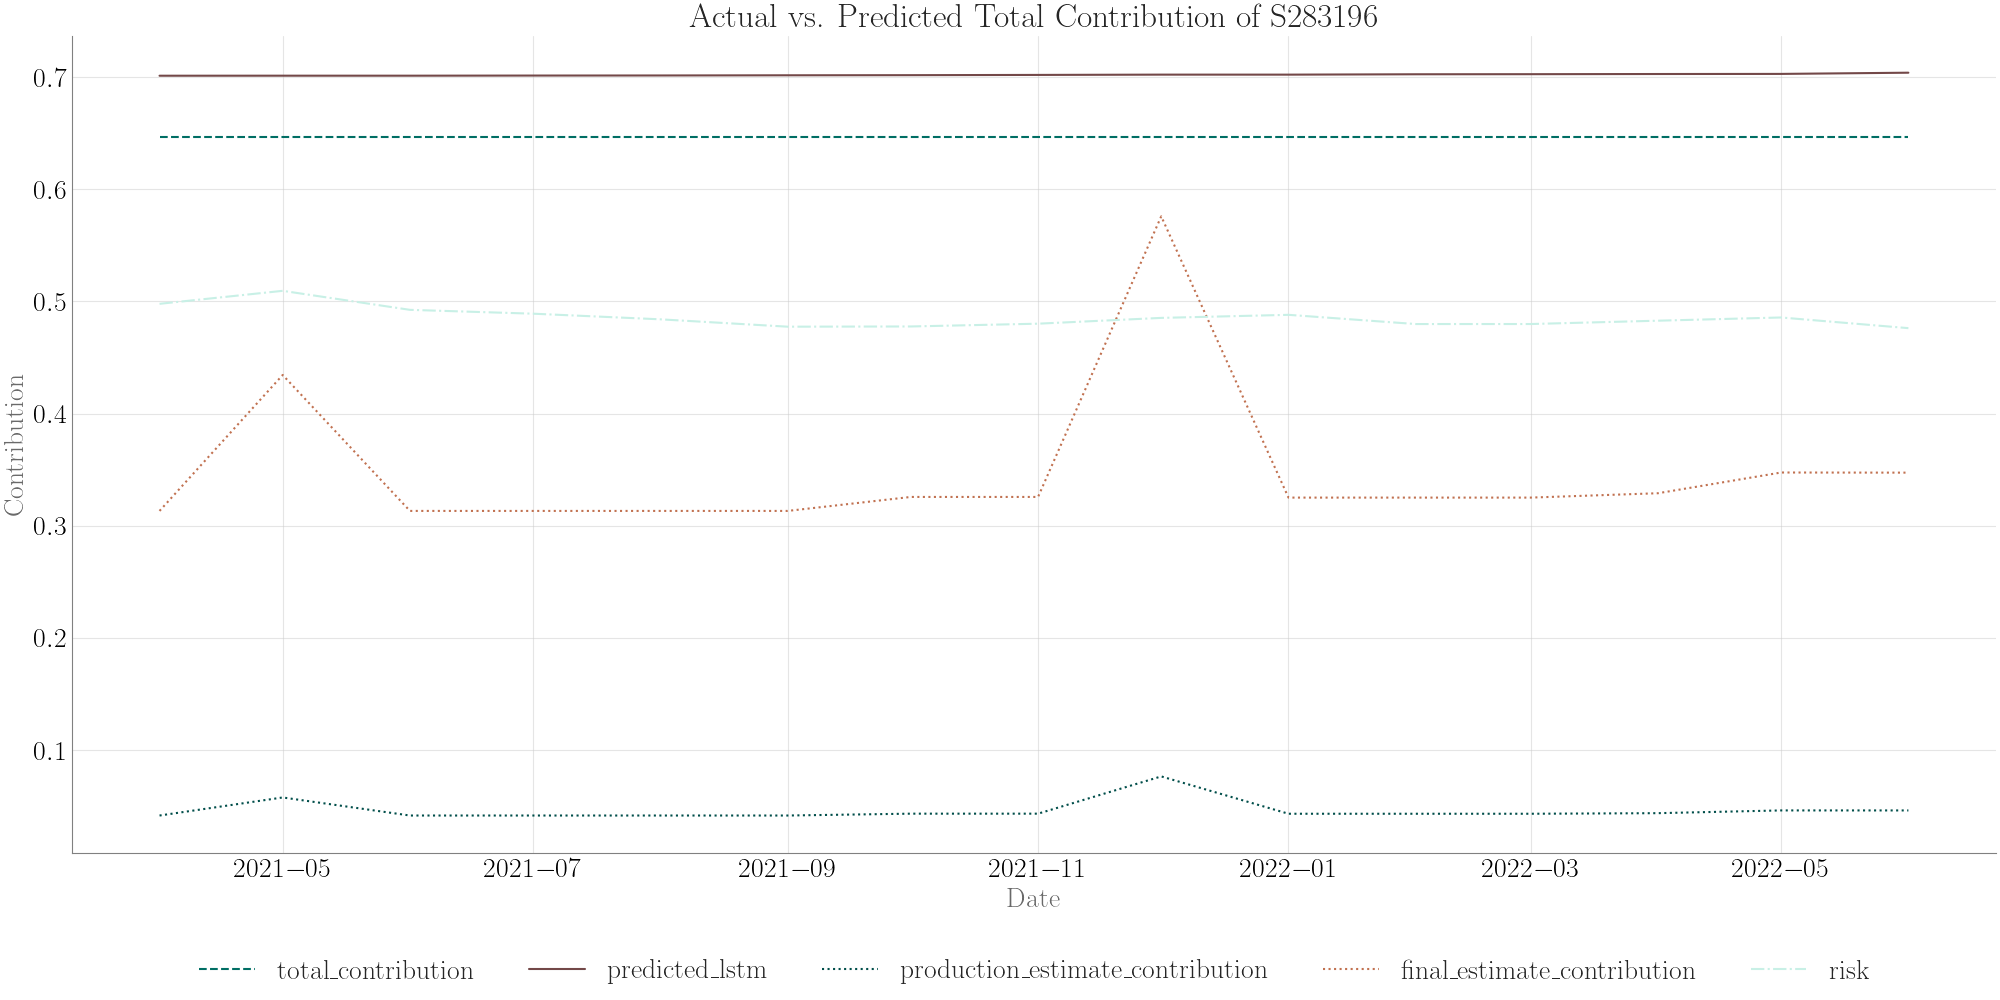 Actual vs. Predicted Total Contribution of S283196
0.7
0.6
0.5
0.4
0.3
0.2
0.1
Contribution
2021–05 2021–07 2021–09 2021–11 2022–01 2022–03 2022–05
Date
total_contribution predicted_lstm production_estimate_contribution final_estimate_contribution risk